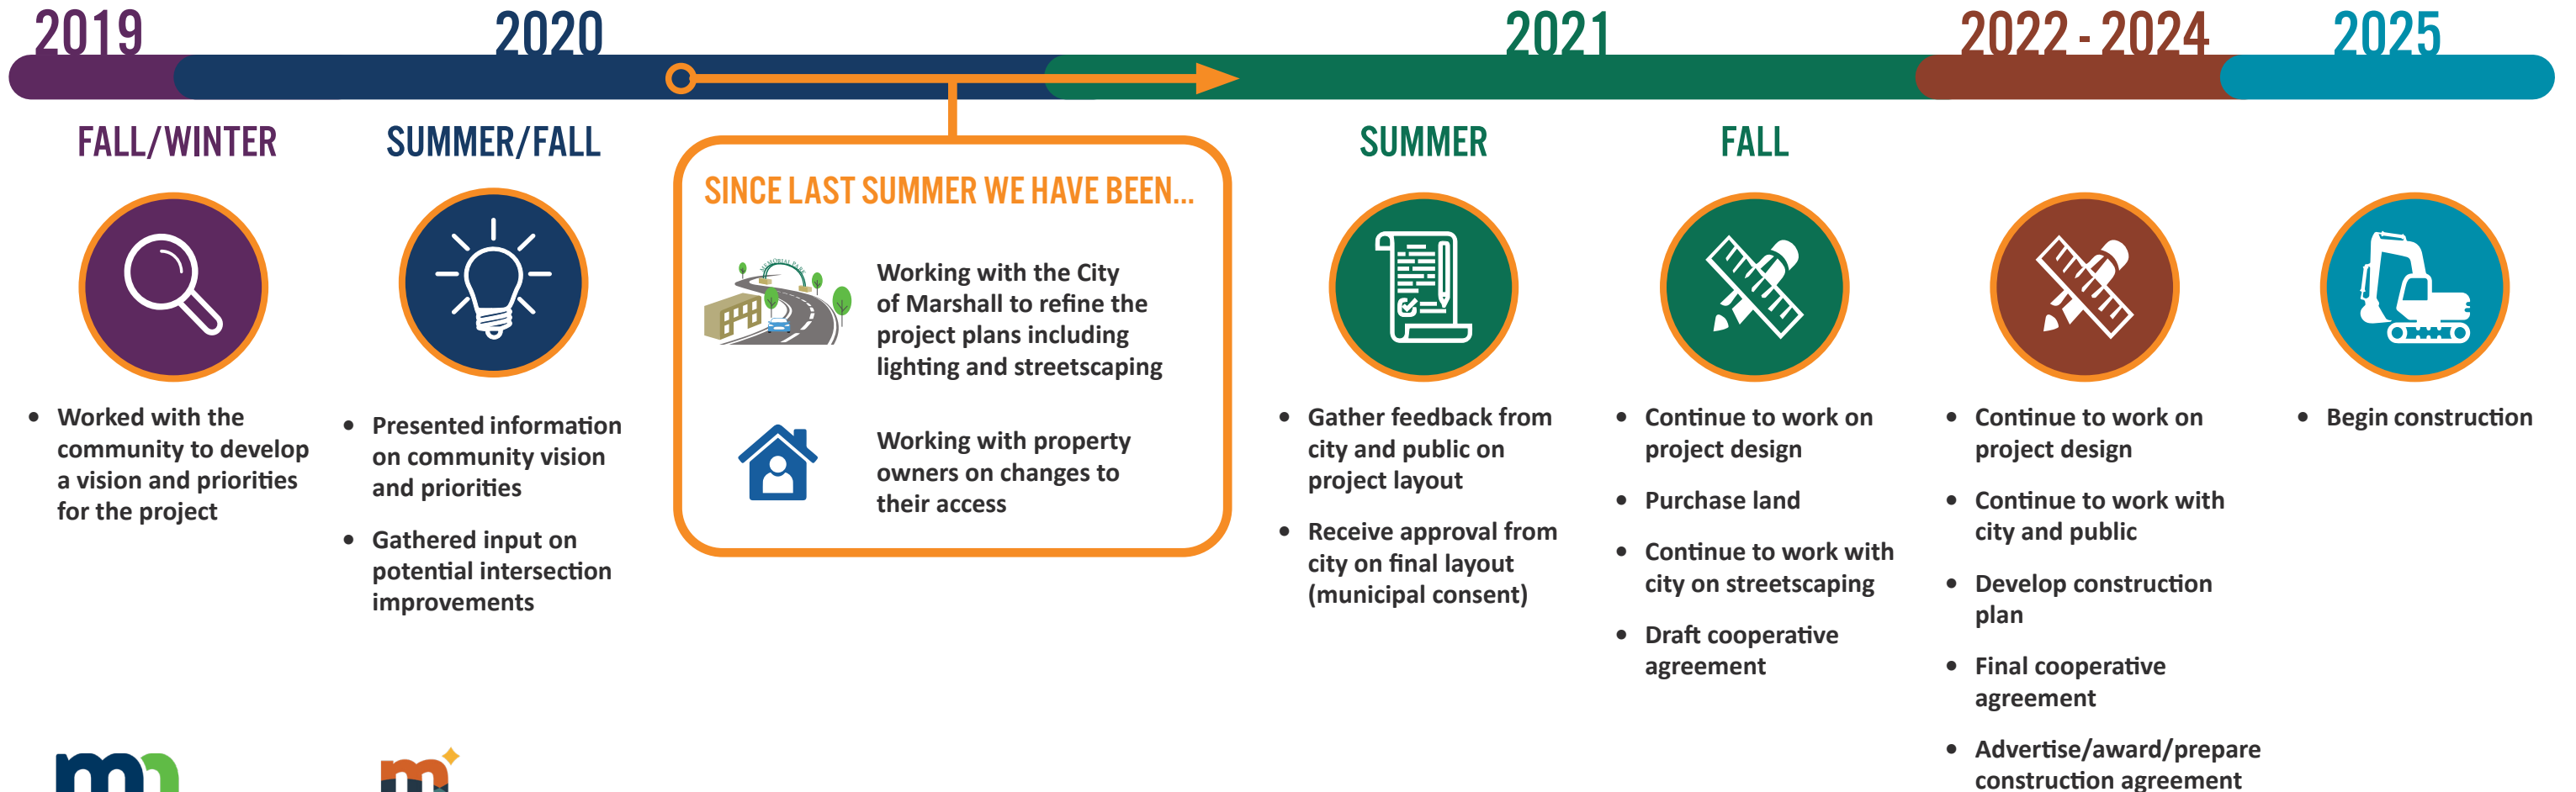 2019
2020
2021
2022 - 2024
2025
FALL/WINTER
• Worked with the
community to develop
a vision and priorities
for the project
SUMMER/FALL
• Presented information
on community vision
and priorities
• Gathered input on
potential intersection
improvements
SINCE LAST SUMMER WE HAVE BEEN...
MEMORIAL PARK
Working with the City
of Marshall to refine the
project plans including
lighting and streetscaping
Working with property
owners on changes to
their access
SUMMER
• Gather feedback from
city and public on
project layout
• Receive approval from
city on final layout
(municipal consent)
FALL
• Continue to work on
project design
• Purchase land
• Continue to work with
city on streetscaping
• Draft cooperative
agreement
• Continue to work on
project design
• Continue to work with
city and public
• Develop construction
plan
• Final cooperative
agreement
• Advertise/award/prepare
construction agreement
• Begin construction
mn
m